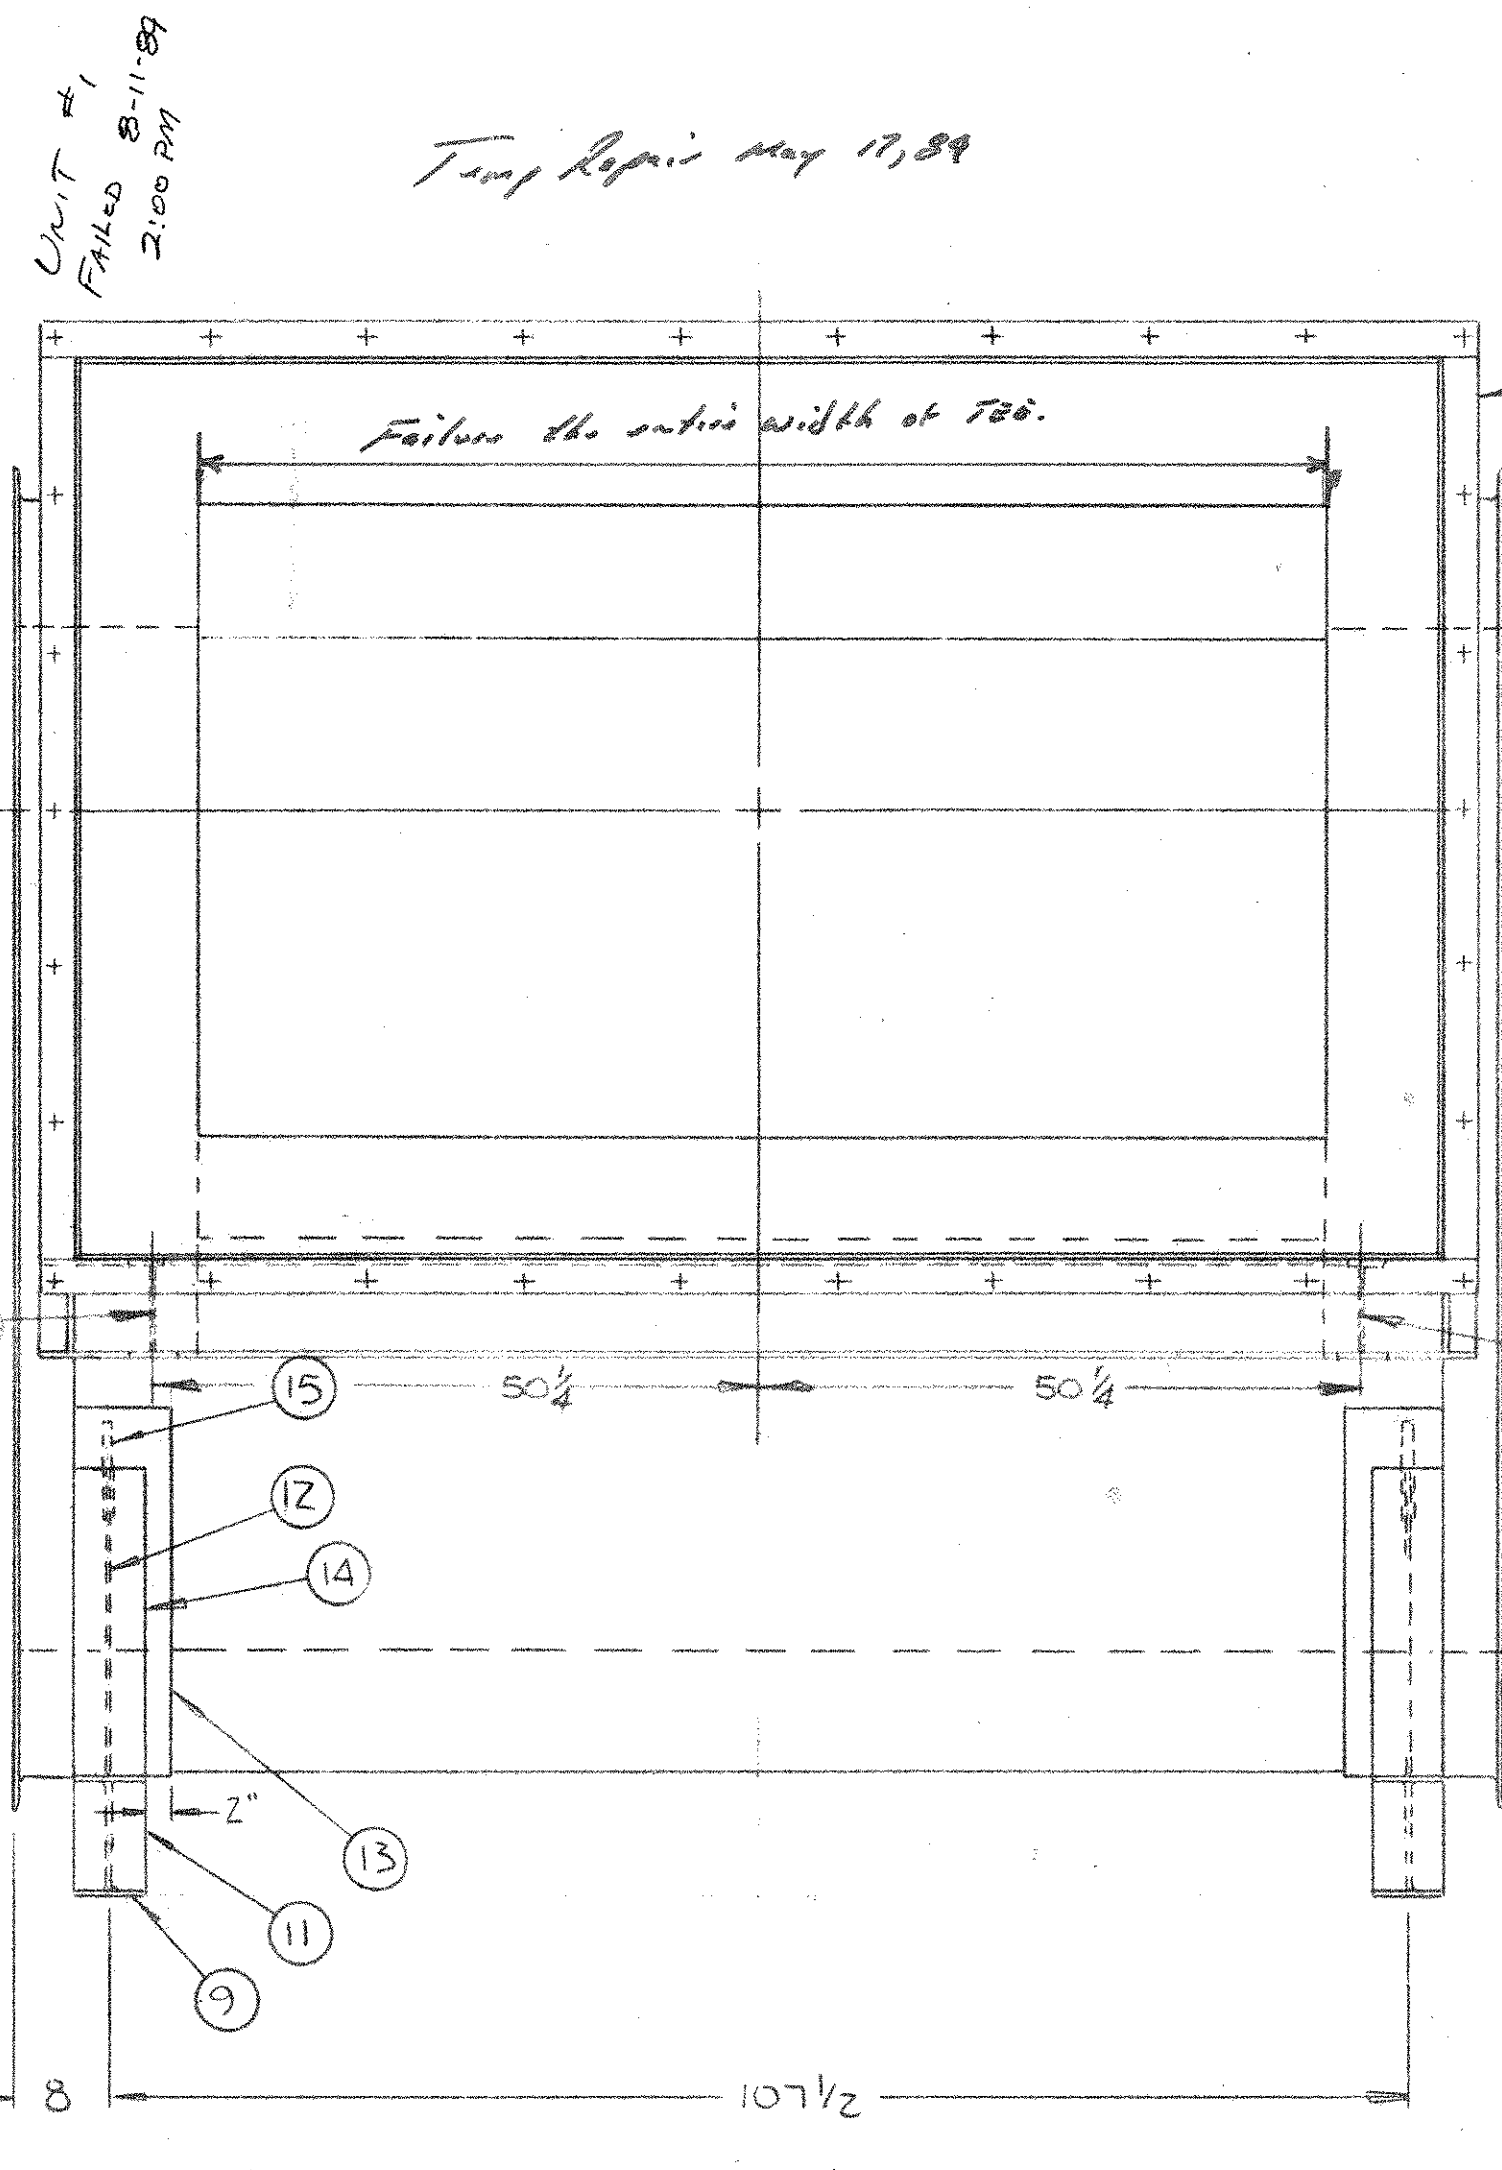 UNIT #1
FAILED 8-11-89
2:00 PM
Temp Repair May 17, 89
Failure the entire width of TEE.
50 1/4
50 1/4
15
12
14
2"
13
11
9
8
107 1/2